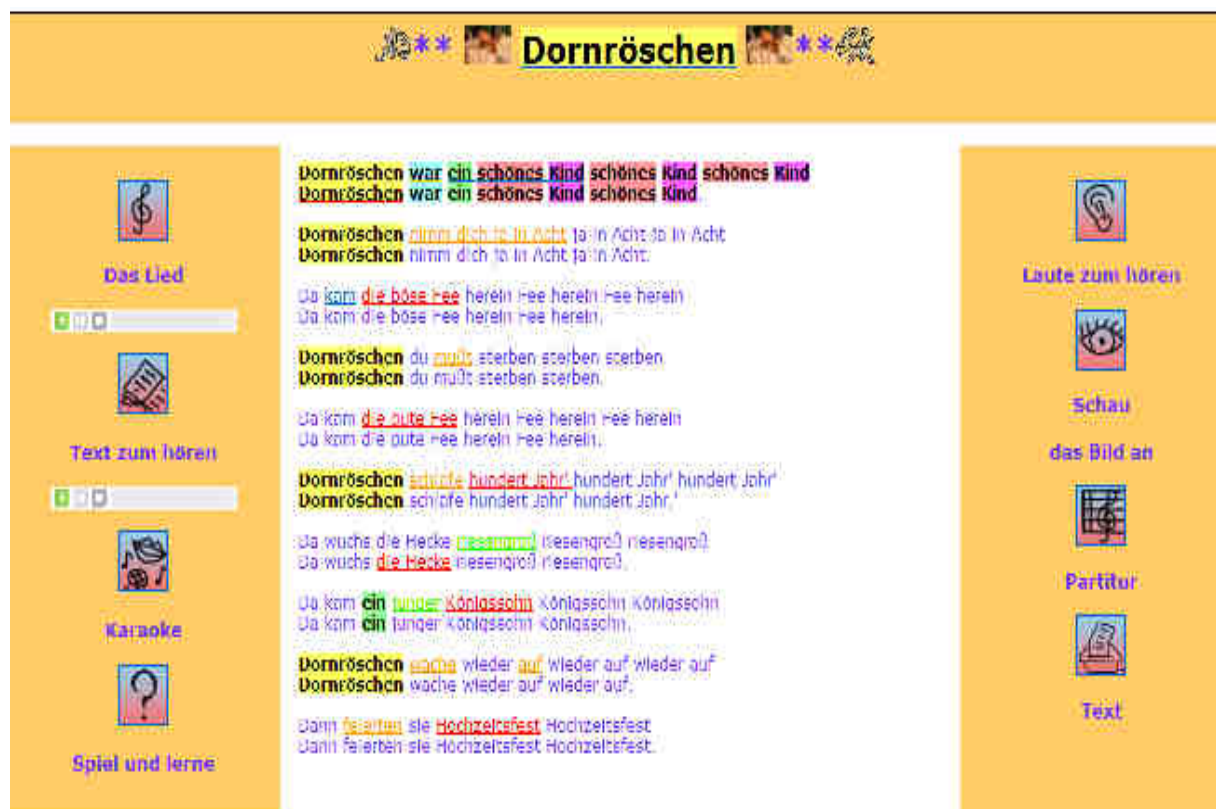 ** Dornröschen **
Das Lied
Text zum hören
Karaoke
Spiel und lerne
Dornröschen war ein schönes Kind schönes Kind schönes Kind
Dornröschen war ein schönes Kind schönes Kind.
Dornröschen nimm dich ja in Acht ja in Acht ja in Acht
Dornröschen nimm dich ja in Acht ja in Acht.
Da kam die böse Fee herein Fee herein Fee herein
Da kam die böse Fee herein Fee herein.
Dornröschen du mußt sterben sterben sterben
Dornröschen du mußt sterben sterben.
Da kam die gute Fee herein Fee herein Fee herein
Da kam die gute Fee herein Fee herein.
Dornröschen schlafe hundert Jahr' hundert Jahr' hundert Jahr'
Dornröschen schlafe hundert Jahr' hundert Jahr.'
Da wuchs die Hecke riesengroß riesengroß riesengroß
Da wuchs die Hecke riesengroß riesengroß.
Da kam ein junger Königssohn Königssohn Königssohn
Da kam ein junger Königssohn Königssohn.
Dornröschen wache wieder auf wieder auf wieder auf
Dornröschen wache wieder auf wieder auf.
Dann feierten sie Hochzeitsfest Hochzeitsfest
Dann feierten sie Hochzeitsfest Hochzeitsfest.
Laute zum hören
Schau
das Bild an
Partitur
Text